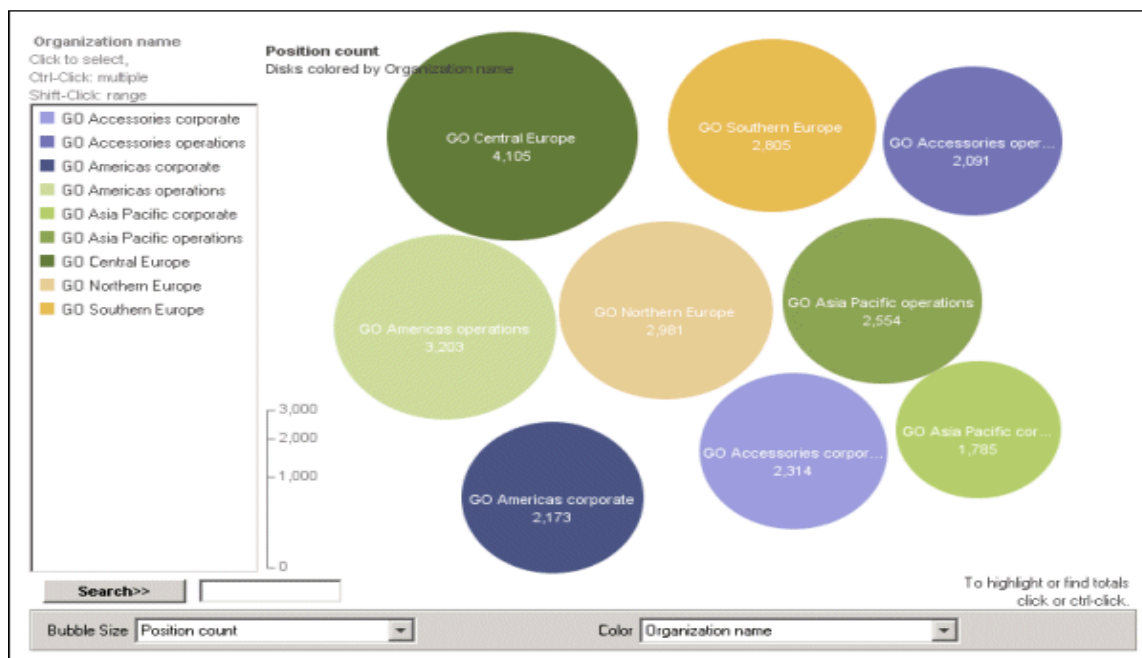 Organization name
Click to select,
Ctrl-Click: multiple
Shift-Click: range
GO Accessories corporate
GO Accessories operations
GO Americas corporate
GO Americas operations
GO Asia Pacific corporate
GO Asia Pacific operations
GO Central Europe
GO Northern Europe
GO Southern Europe
Position count
Disks colored by Organization name
GO Central Europe
4,105
GO Southern Europe
2,805
GO Accessories oper...
2,091
GO Americas operations
3,203
GO Northern Europe
2,981
GO Asia Pacific operations
2,554
GO Americas corporate
2,173
GO Accessories corpor...
2,314
GO Asia Pacific cor...
1,785
3,000
2,000
1,000
0
Search>>
To highlight or find totals
click or ctrl-click.
Bubble Size Position count
Color Organization name